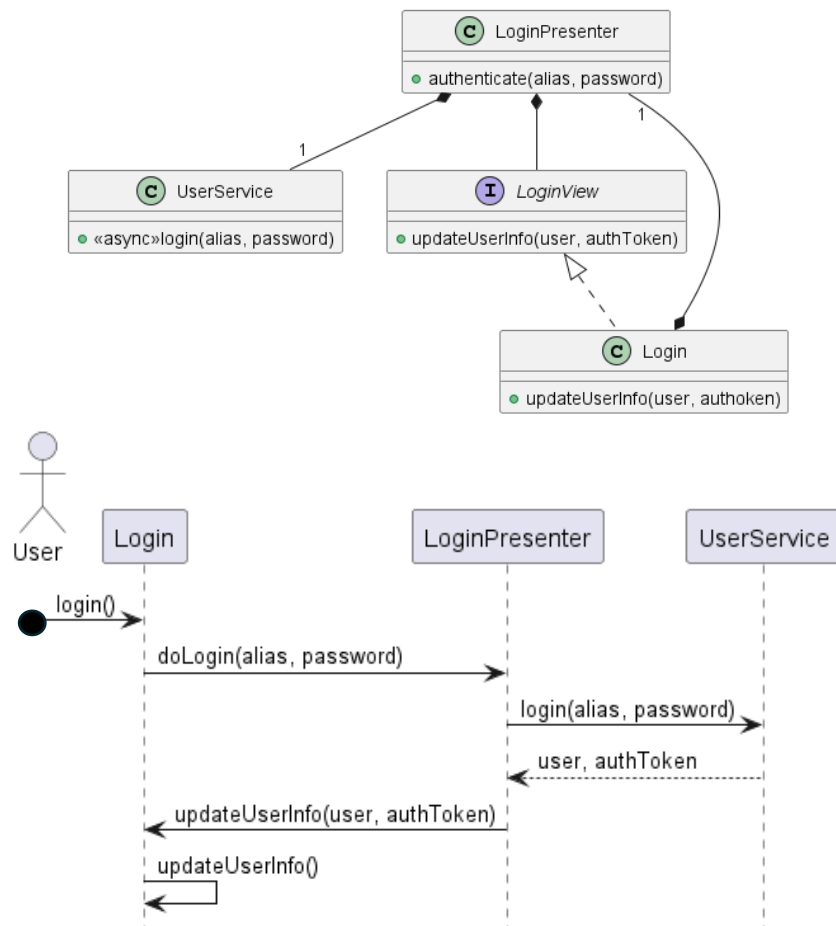 C LoginPresenter
authenticate(alias, password)
1
1
C UserService
«async»login(alias, password)
I LoginView
updateUserInfo(user, authToken)
C Login
updateUserInfo(user, authoken)
User
Login
LoginPresenter
UserService
login()
doLogin(alias, password)
login(alias, password)
user, authToken
updateUserInfo(user, authToken)
updateUserInfo()